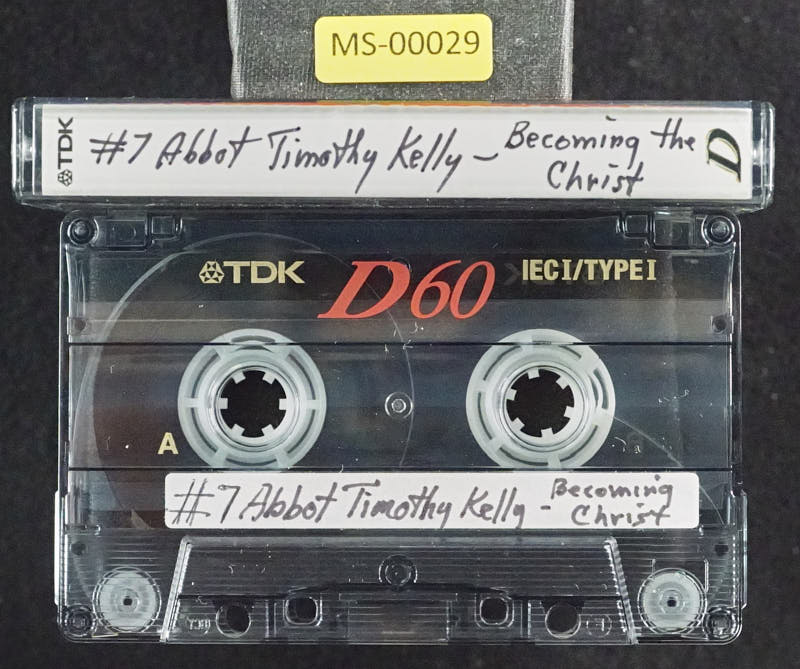 MS-00029
TDK #7 Abbot Timothy Kelly - Becoming the Christ D
TDK D60 IEC I/TYPE I
A
#7 Abbot Timothy Kelly - Becoming Christ